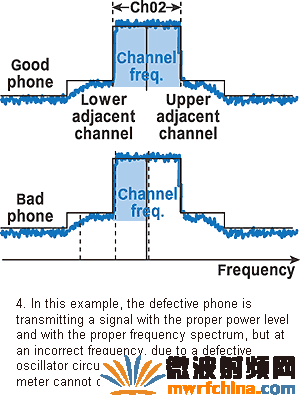 Ch02
Good phone
Channel freq.
Lower adjacent channel
Upper adjacent channel
Bad phone
Channel freq.
Frequency
4. In this example, the defective phone is
transmitting a signal with the proper power level
and with the proper frequency spectrum, but at
an incorrect frequency, due to a defective
oscillator
meter cannot
微波射频网
mwrfchina.com